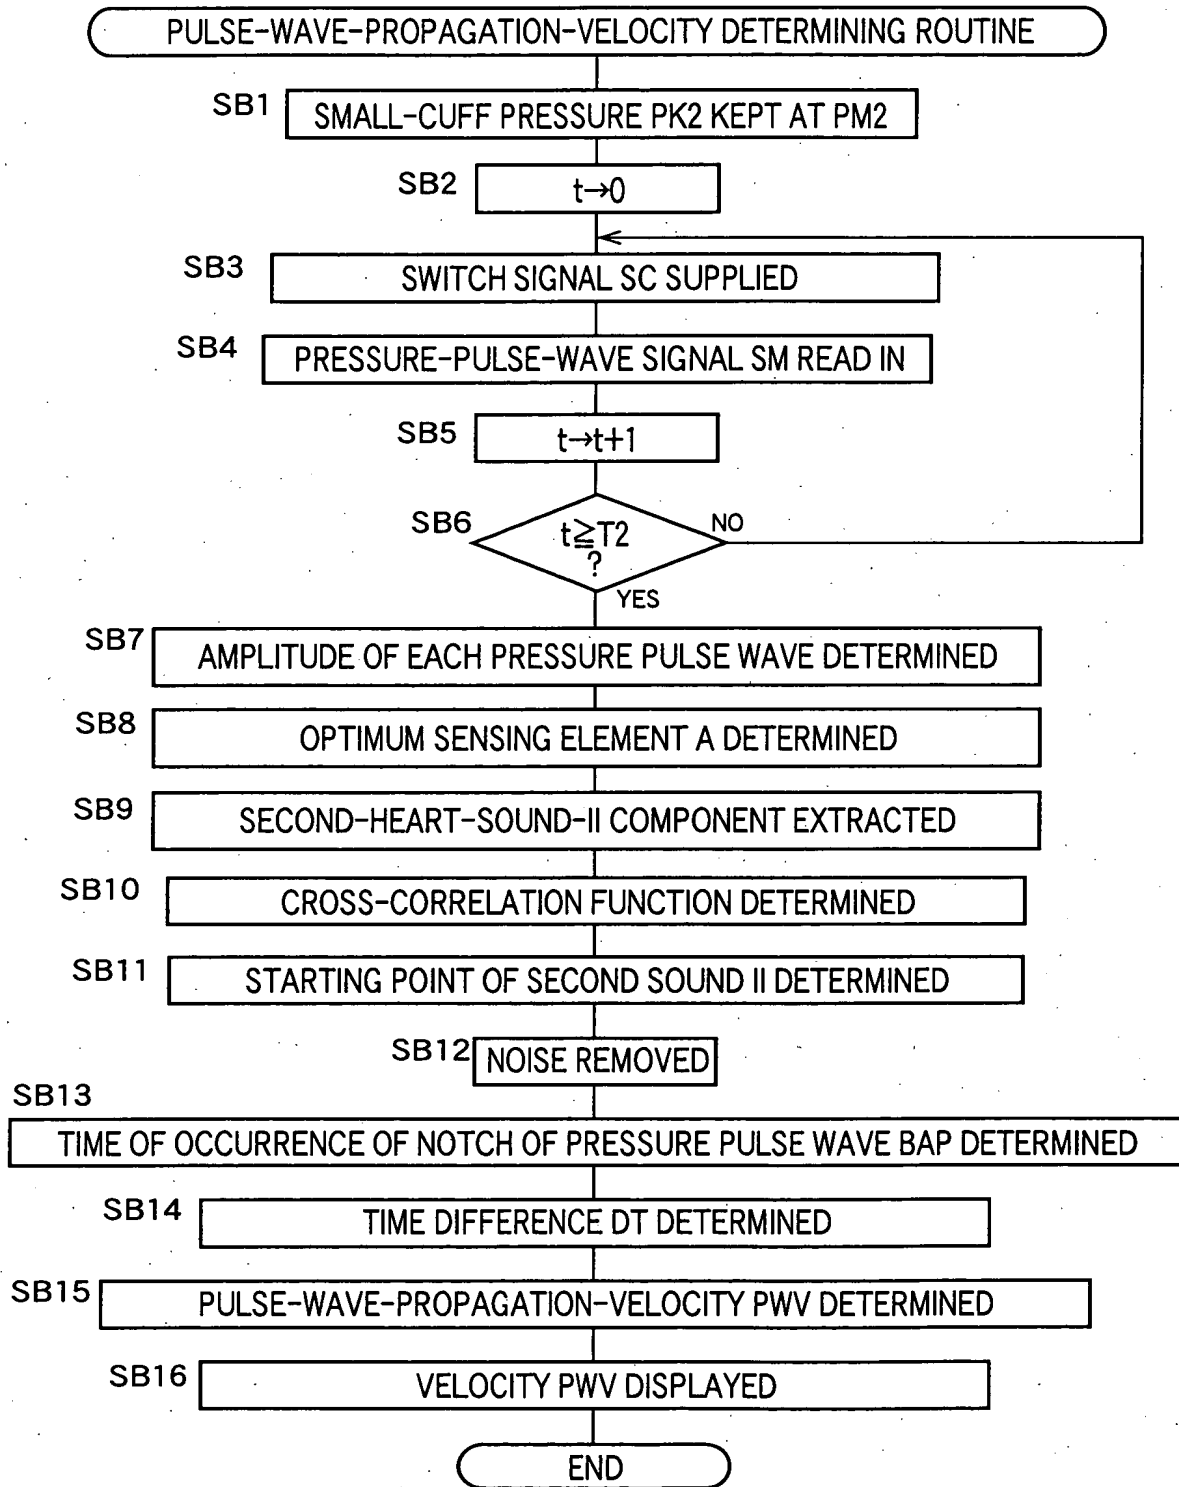 PULSE-WAVE-PROPAGATION-VELOCITY DETERMINING ROUTINE
SB1
SMALL-CUFF PRESSURE PK2 KEPT AT PM2
SB2
t→0
SB3
SWITCH SIGNAL SC SUPPLIED
SB4
PRESSURE-PULSE-WAVE SIGNAL SM READ IN
SB5
t→t+1
SB6
t≧T2
?
NO
YES
SB7
AMPLITUDE OF EACH PRESSURE PULSE WAVE DETERMINED
SB8
OPTIMUM SENSING ELEMENT A DETERMINED
SB9
SECOND-HEART-SOUND-II COMPONENT EXTRACTED
SB10
CROSS-CORRELATION FUNCTION DETERMINED
SB11
STARTING POINT OF SECOND SOUND II DETERMINED
SB12
NOISE REMOVED
SB13
TIME OF OCCURRENCE OF NOTCH OF PRESSURE PULSE WAVE BAP DETERMINED
SB14
TIME DIFFERENCE DT DETERMINED
SB15
PULSE-WAVE-PROPAGATION-VELOCITY PWV DETERMINED
SB16
VELOCITY PWV DISPLAYED
END